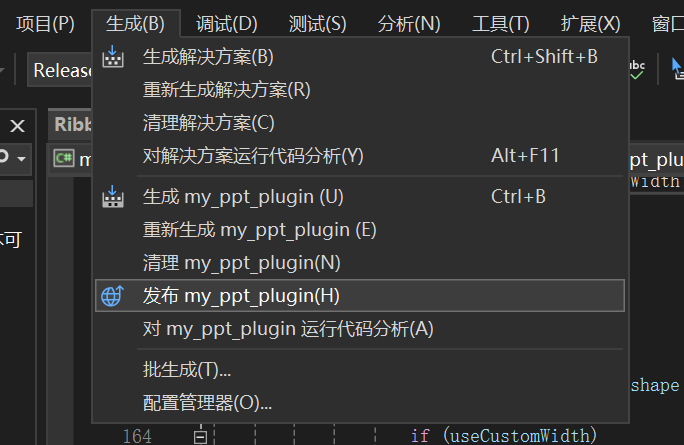 项目(P) 生成(B) 调试(D) 测试(S) 分析(N) 工具(T) 扩展(X) 窗口
生成解决方案(B) Ctrl+Shift+B
Release
abc
重新生成解决方案(R)
清理解决方案(C)
Ribb
对解决方案运行代码分析(Y) Alt+F11
C# m
pt_plu
Width
生成 my_ppt_plugin (U) Ctrl+B
重新生成 my_ppt_plugin (E)
可
清理 my_ppt_plugin(N)
发布 my_ppt_plugin(H)
对 my_ppt_plugin 运行代码分析(A)
批生成(T)...
shape
配置管理器(O)...
164 if (useCustomWidth)